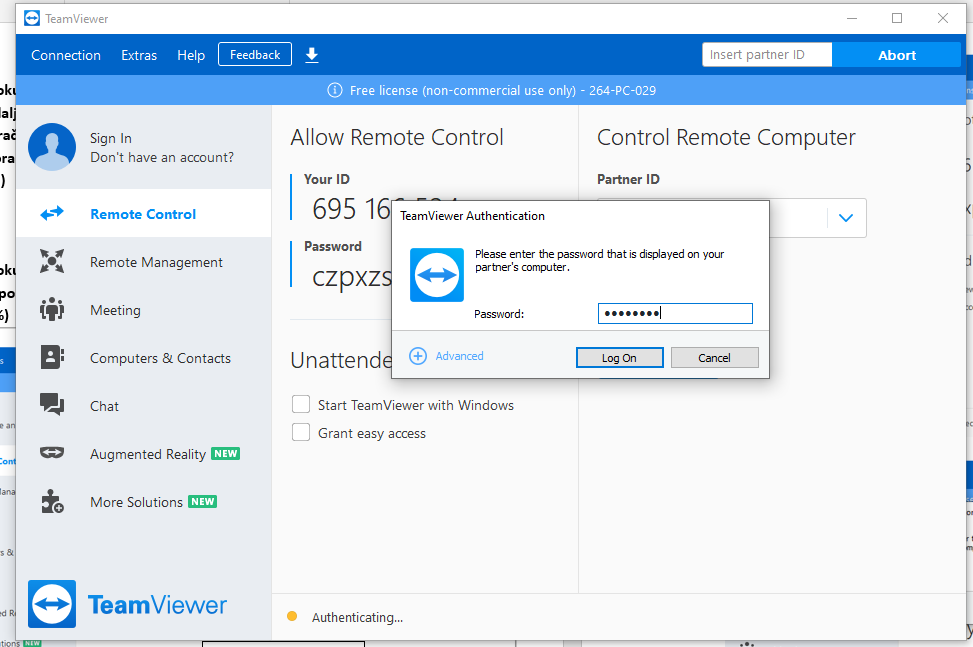 TeamViewer
Connection Extras Help Feedback Insert partner ID Abort
Free license (non-commercial use only) - 264-PC-029
Sign In
Don't have an account?
Remote Control
Remote Management
Meeting
Computers & Contacts
Chat
Augmented Reality NEW
More Solutions NEW
TeamViewer
Allow Remote Control
Your ID
695 166
Password
czpxzs
Unattende
Start TeamViewer with Windows
Grant easy access
Control Remote Computer
Partner ID
TeamViewer Authentication
Please enter the password that is displayed on your
partner's computer.
Password: ••••••••
Advanced
Log On Cancel
Authenticating...